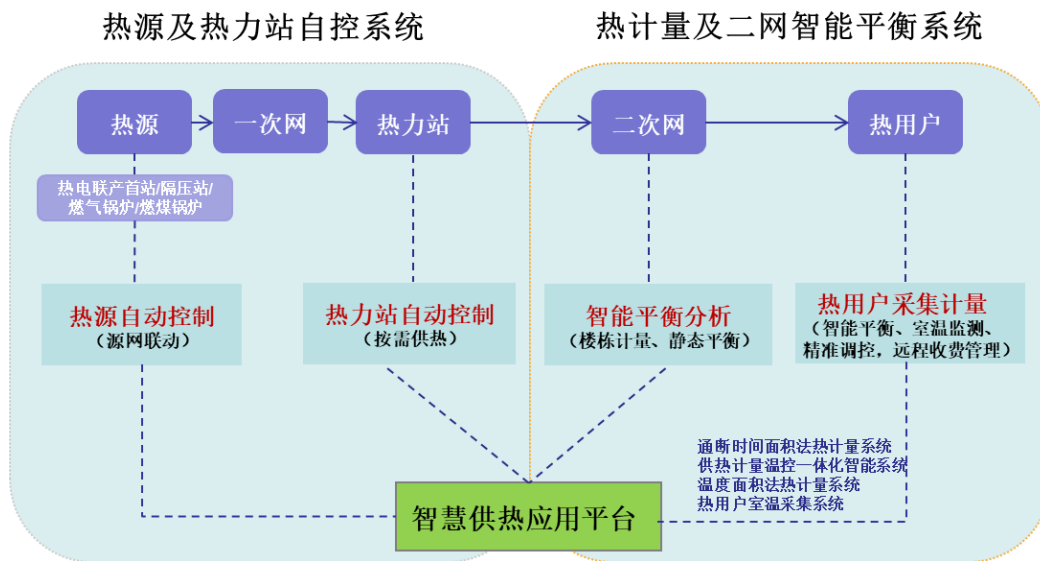 热源及热力站自控系统
热计量及二网智能平衡系统
热源
一次网
热力站
二次网
热用户
热电联产首站/隔压站/
燃气锅炉/燃煤锅炉
热源自动控制
（源网联动）
热力站自动控制
（按需供热）
智能平衡分析
（楼栋计量、静态平衡）
热用户采集计量
（智能平衡、室温监测、
精准调控，远程收费管理）
通断时间面积法热计量系统
供热计量温控一体化智能系统
温度面积法热计量系统
热用户室温采集系统
智慧供热应用平台